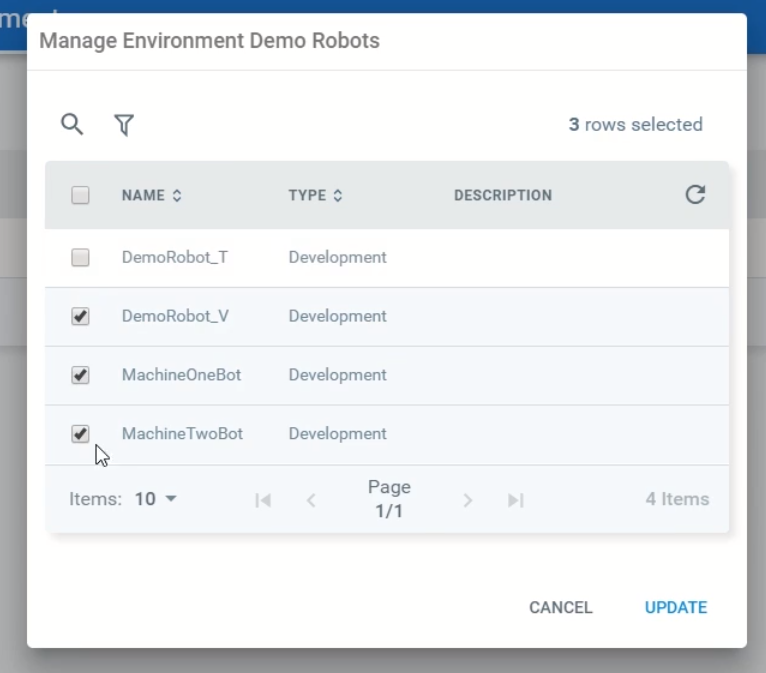 Manage Environment Demo Robots
3 rows selected
NAME TYPE DESCRIPTION
DemoRobot_T Development
DemoRobot_V Development
MachineOneBot Development
MachineTwoBot Development
Items: 10 Page 1/1 4 Items
CANCEL UPDATE